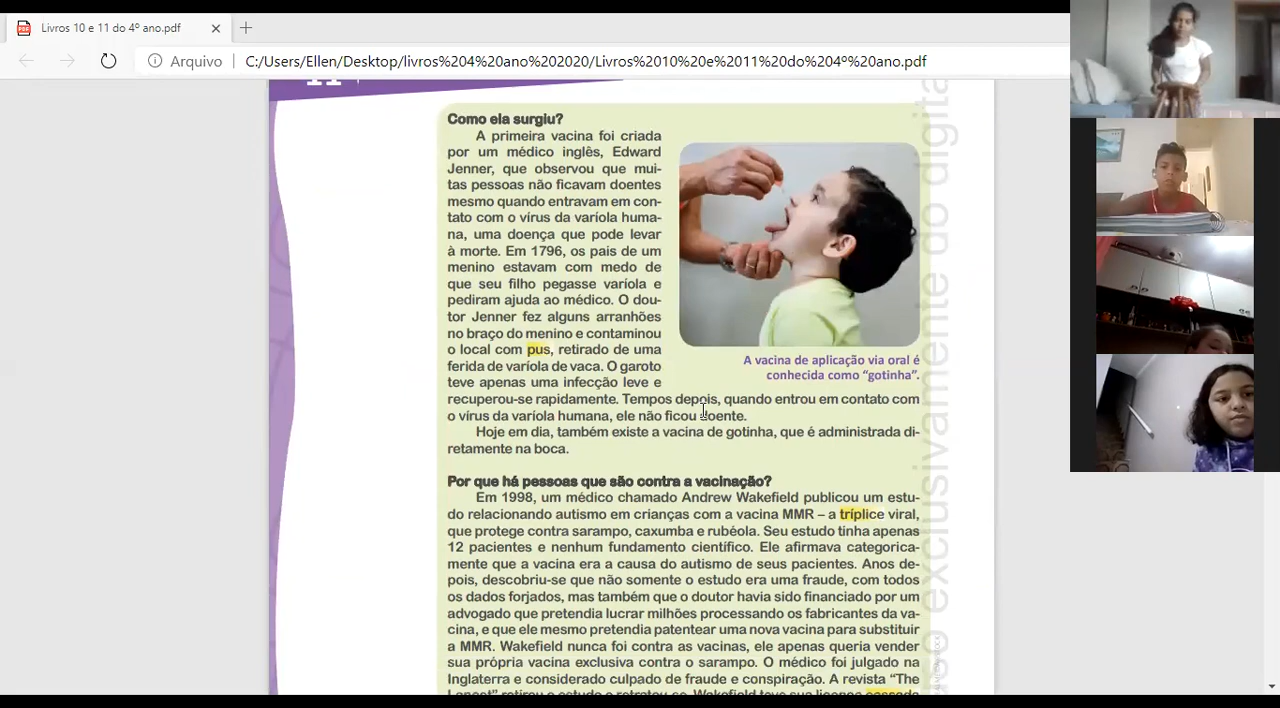 Livros 10 e 11 do 4º ano.pdf
Arquivo
C:/Users/Ellen/Desktop/livros%204%20ano%202020/Livros%2010%20e%2011%20do%204º%20ano.pdf
Como ela surgiu?
A primeira vacina foi criada
por um médico inglês, Edward
Jenner, que observou que mui-
tas pessoas não ficavam doentes
mesmo quando entravam em con-
tato com o vírus da varíola huma-
na, uma doença que pode levar
à morte. Em 1796, os pais de um
menino estavam com medo de
que seu filho pegasse varíola e
pediram ajuda ao médico. O dou-
tor Jenner fez alguns arranhões
no braço do menino e contaminou
o local com pus, retirado de uma
ferida de varíola de vaca. O garoto
teve apenas uma infecção leve e
recuperou-se rapidamente. Tempos depois, quando entrou em contato com
o vírus da varíola humana, ele não ficou doente.
Hoje em dia, também existe a vacina de gotinha, que é administrada di-
retamente na boca.
A vacina de aplicação via oral é
conhecida como “gotinha”.
Por que há pessoas que são contra a vacinação?
Em 1998, um médico chamado Andrew Wakefield publicou um estu-
do relacionando autismo em crianças com a vacina MMR – a tríplice viral,
que protege contra sarampo, caxumba e rubéola. Seu estudo tinha apenas
12 pacientes e nenhum fundamento científico. Ele afirmava categorica-
mente que a vacina era a causa do autismo de seus pacientes. Anos de-
pois, descobriu-se que não somente o estudo era uma fraude, com todos
os dados forjados, mas também que o doutor havia sido financiado por um
advogado que pretendia lucrar milhões processando os fabricantes da va-
cina, e que ele mesmo pretendia patentear uma nova vacina para substituir
a MMR. Wakefield nunca foi contra as vacinas, ele apenas queria vender
sua própria vacina exclusiva contra o sarampo. O médico foi julgado na
Inglaterra e considerado culpado de fraude e conspiração. A revista “The
Lancet” retirou o estudo e retratou-se. Wakefield teve sua licença cassada
uso exclusivamente do digita